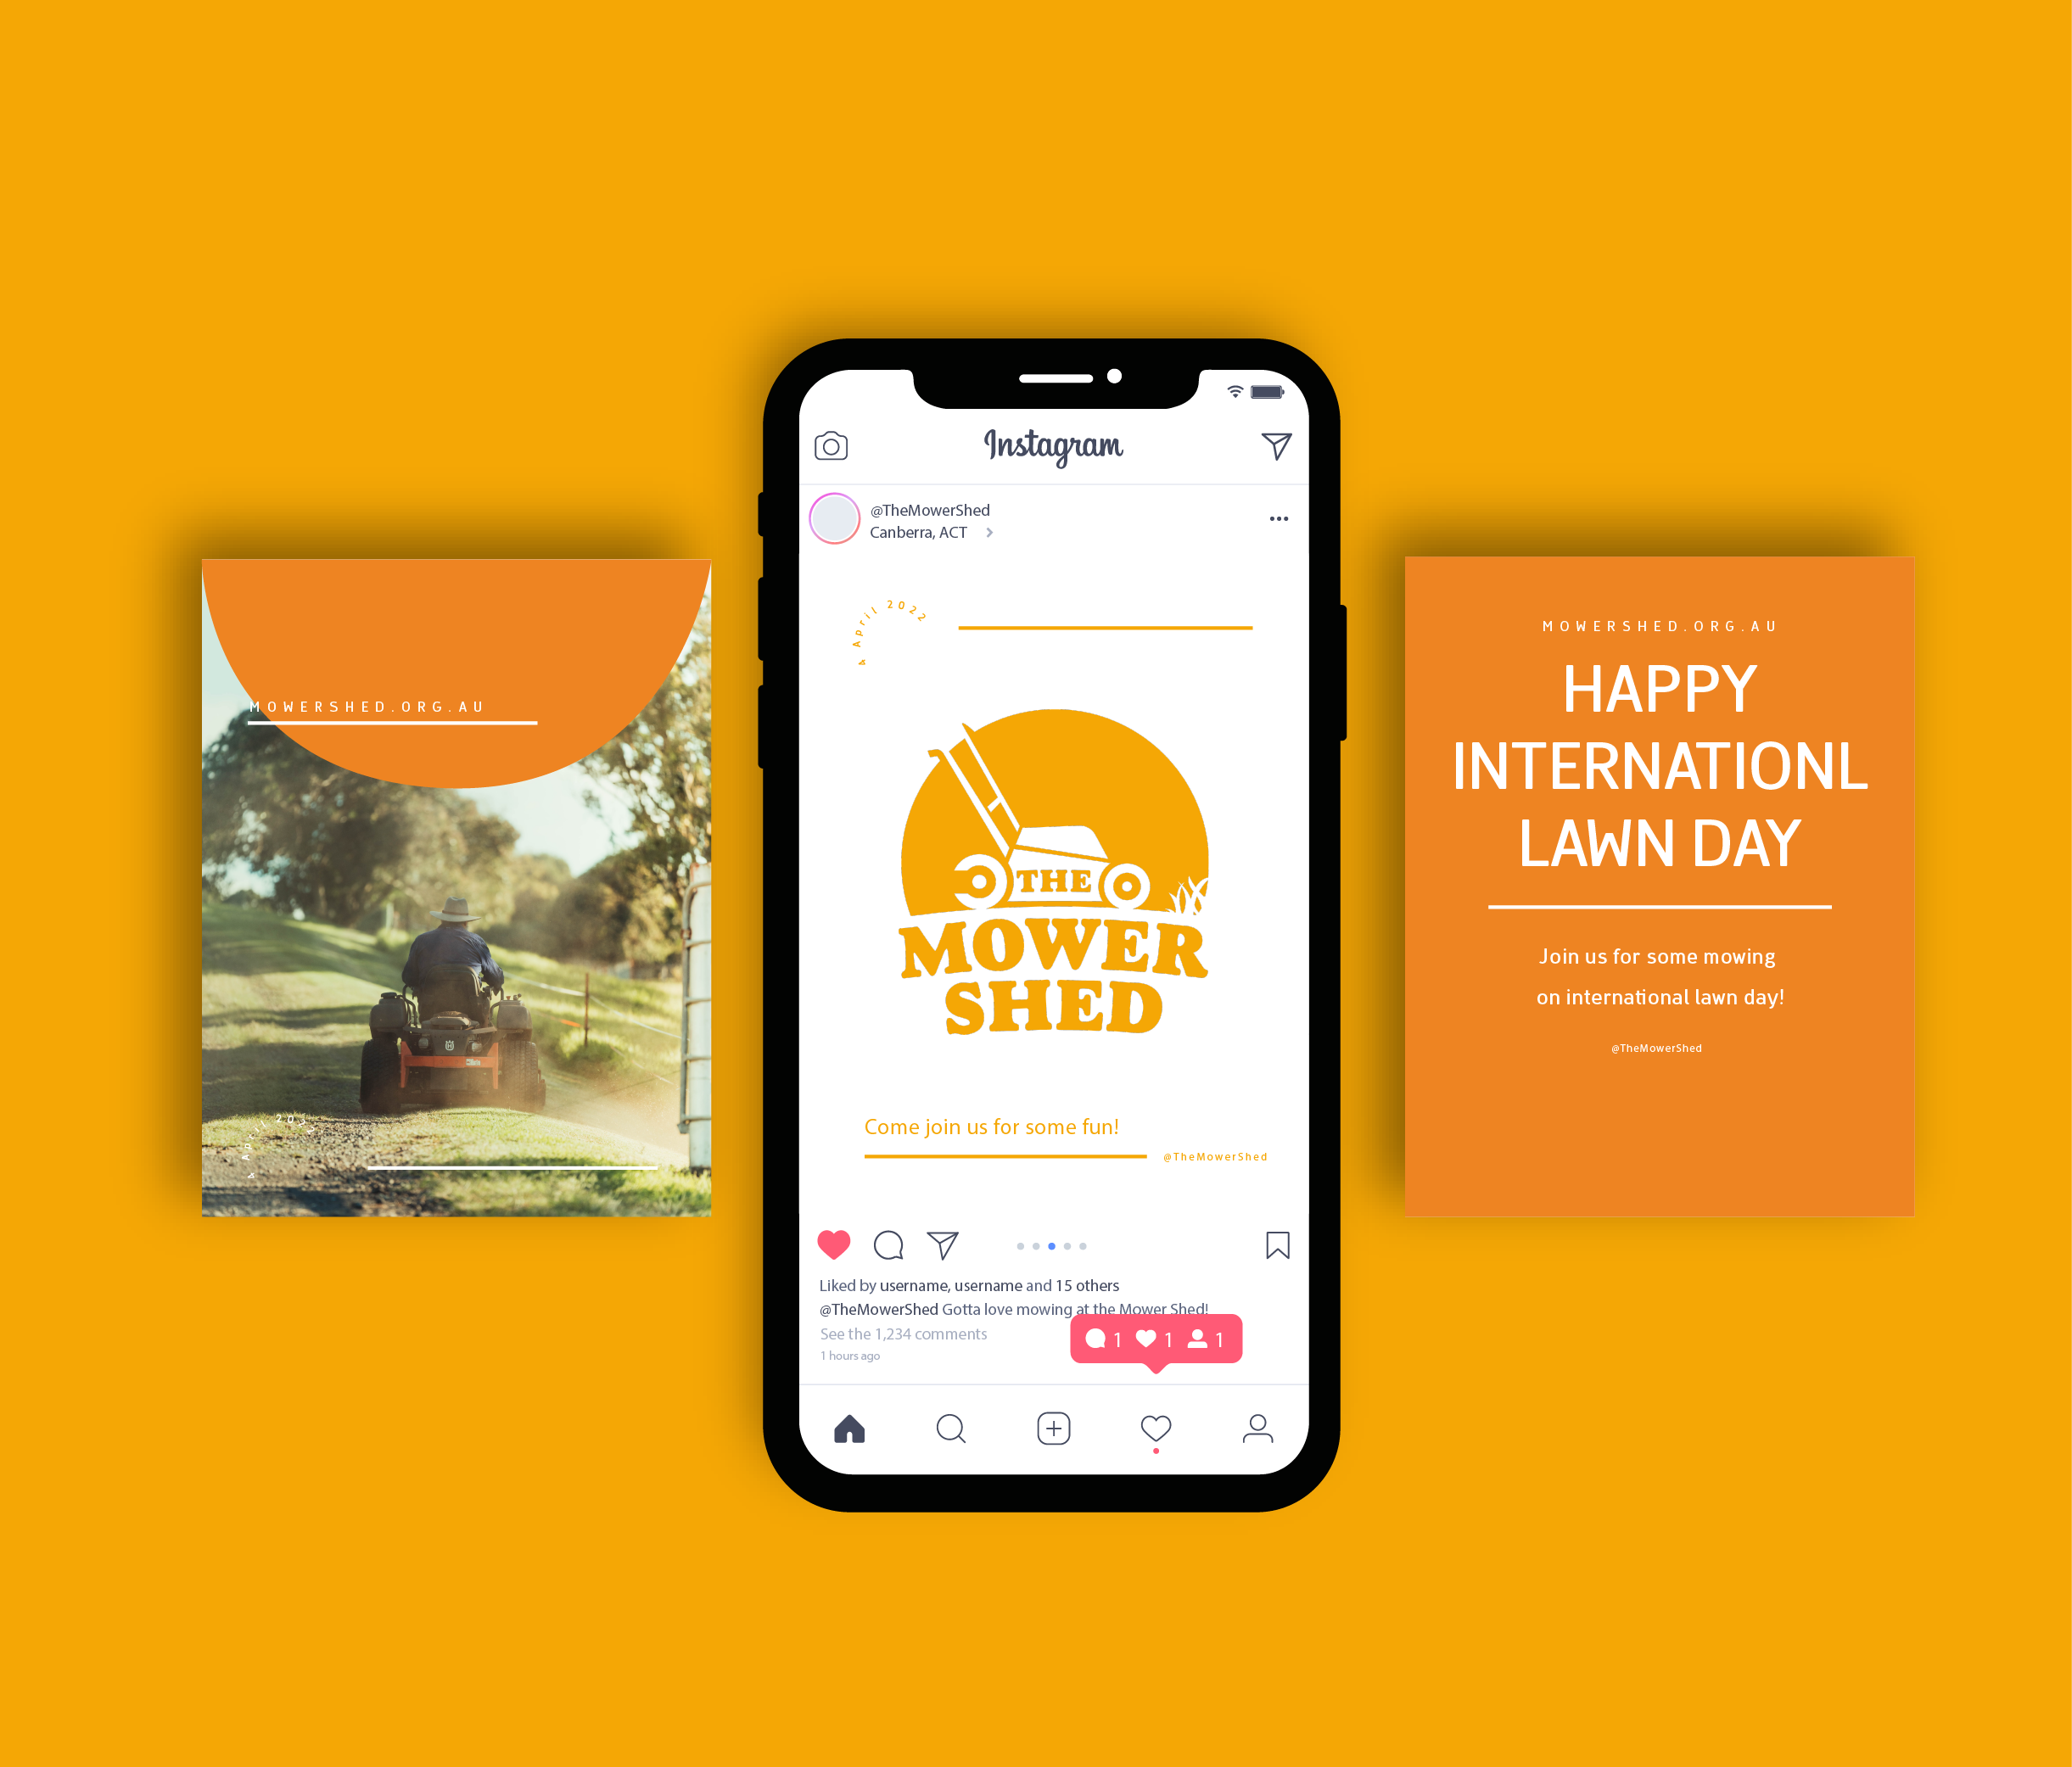 MOWERSHED.ORG.AU
4 April 2022
Instagram
@TheMowerShed
Canberra, ACT
4 April 2022
THE
MOWER
SHED
Come join us for some fun!
@TheMowerShed
Liked by username, username and 15 others
@TheMowerShed Gotta love mowing at the Mower Shed!
See the 1,234 comments
1 1 1
1 hours ago
MOWERSHED.ORG.AU
HAPPY
INTERNATIONL
LAWN DAY
Join us for some mowing
on international lawn day!
@TheMowerShed